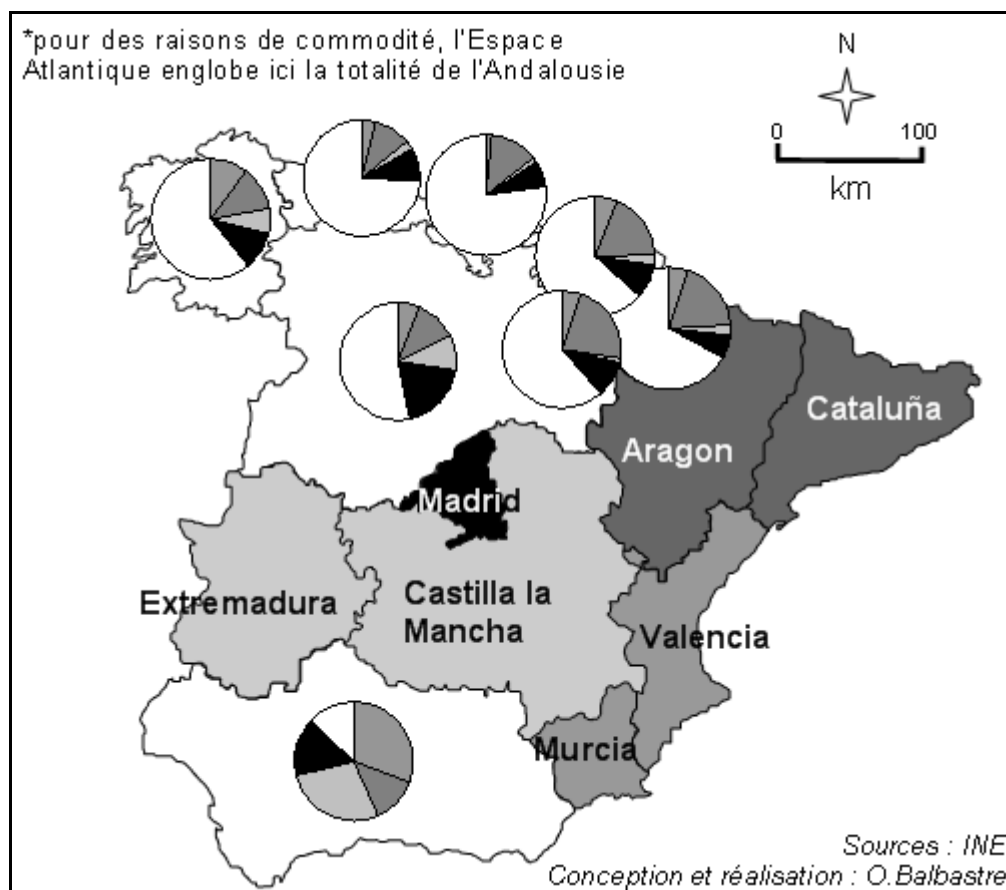 *pour des raisons de commodité, l'Espace
Atlantique englobe ici la totalité de l'Andalousie
N
0 100
km
Cataluña
Aragon
Madrid
Extremadura
Castilla la
Mancha
Valencia
Murcia
Sources : INE
Conception et réalisation : O.Balbastre